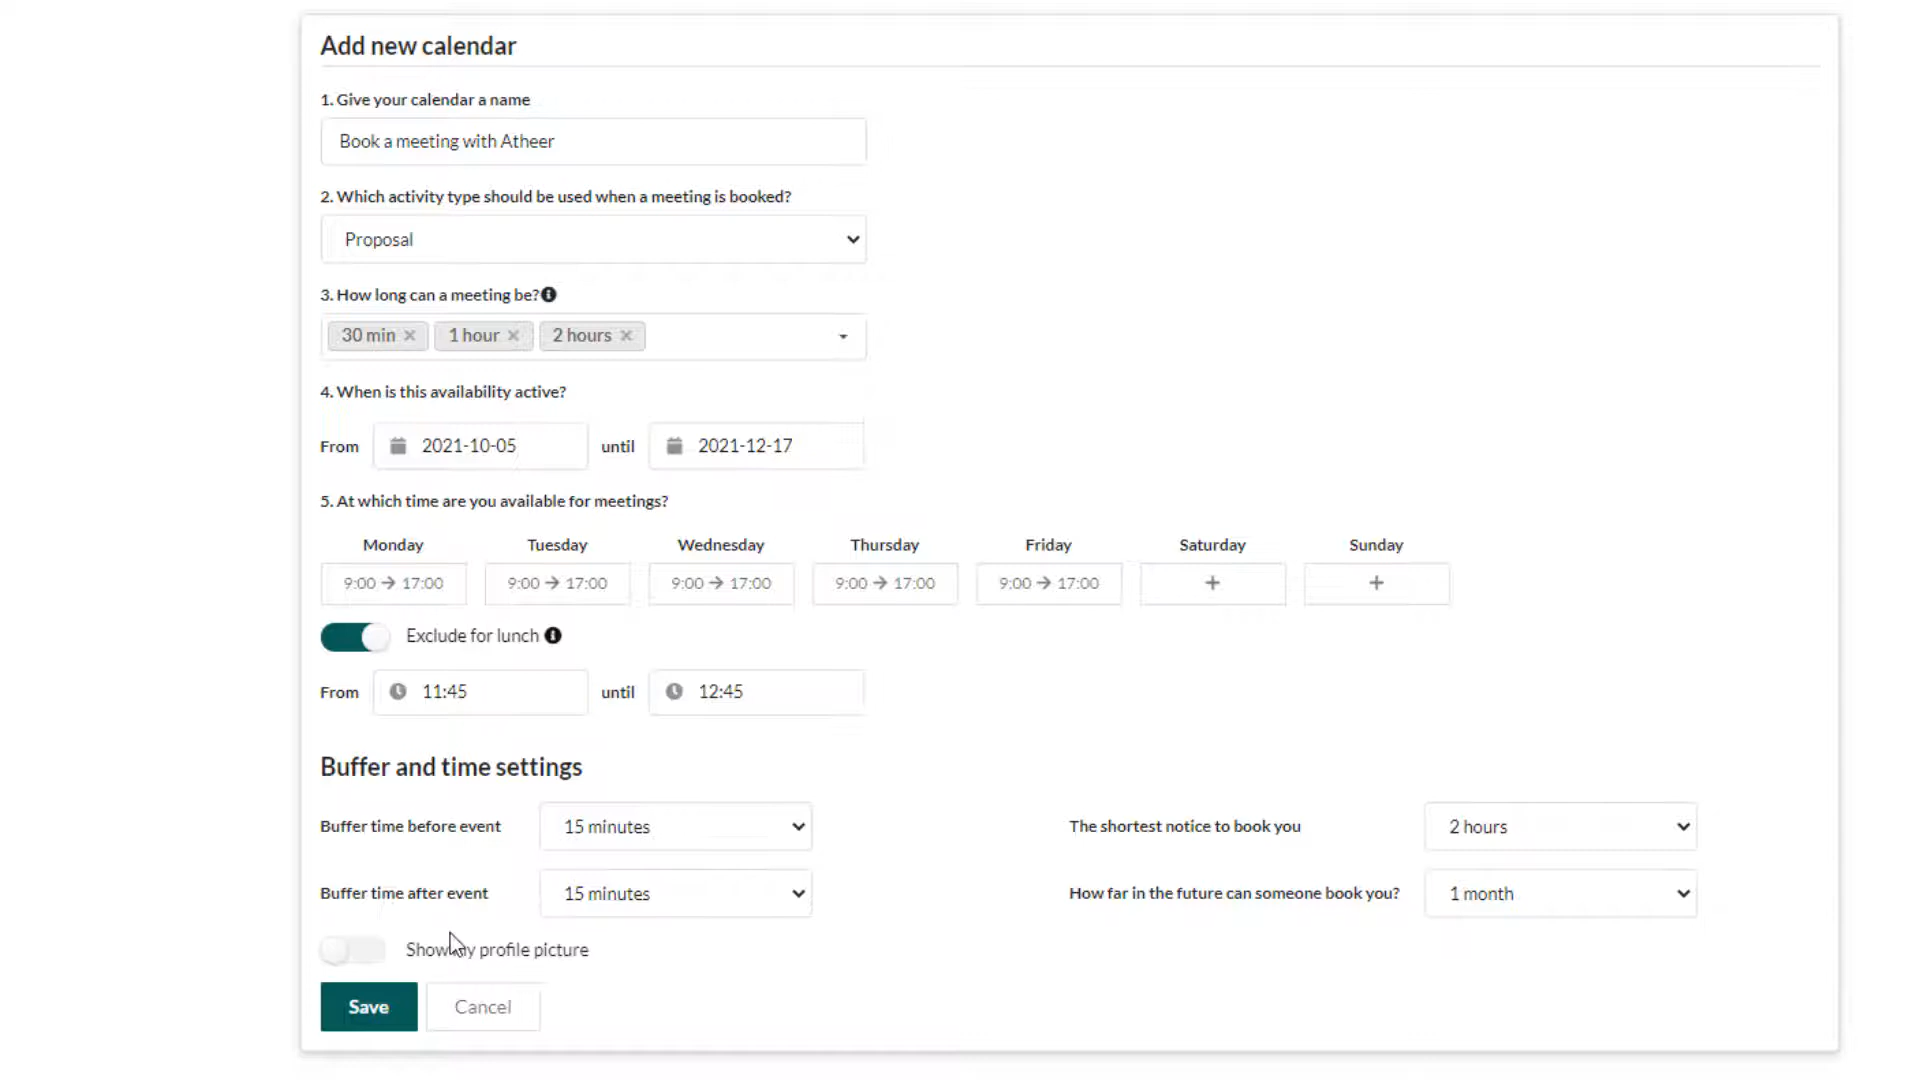 Add new calendar
1. Give your calendar a name
Book a meeting with Atheer
2. Which activity type should be used when a meeting is booked?
Proposal
3. How long can a meeting be?
30 min × 1 hour × 2 hours ×
4. When is this availability active?
From 2021-10-05 until 2021-12-17
5. At which time are you available for meetings?
Monday Tuesday Wednesday Thursday Friday Saturday Sunday
9:00 → 17:00 9:00 → 17:00 9:00 → 17:00 9:00 → 17:00 9:00 → 17:00 + +
Exclude for lunch
From 11:45 until 12:45
Buffer and time settings
Buffer time before event 15 minutes The shortest notice to book you 2 hours
Buffer time after event 15 minutes How far in the future can someone book you? 1 month
Show my profile picture
Save Cancel